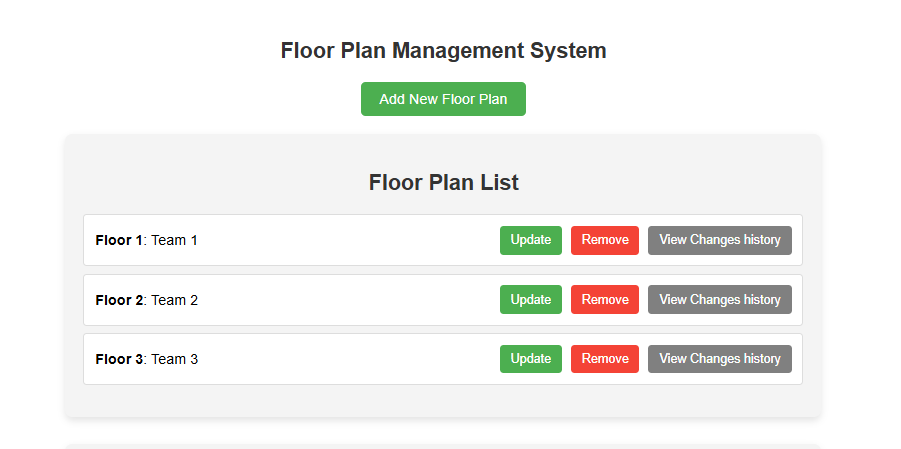 Floor Plan Management System
Add New Floor Plan
Floor Plan List
Floor 1: Team 1 Update Remove View Changes history
Floor 2: Team 2 Update Remove View Changes history
Floor 3: Team 3 Update Remove View Changes history